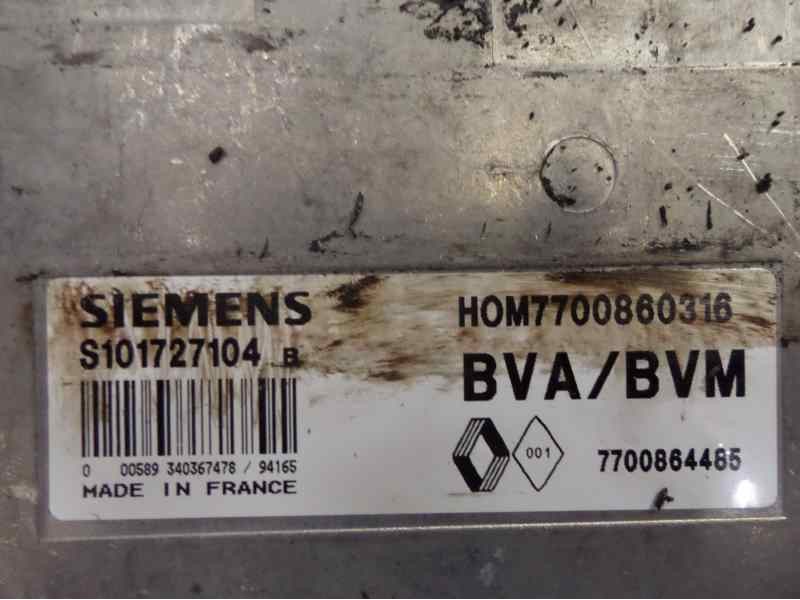 SIEMENS
HOM7700860316
S101727104 B
BVA/BVM
0 00589 340367478 / 94165
001
7700864485
MADE IN FRANCE